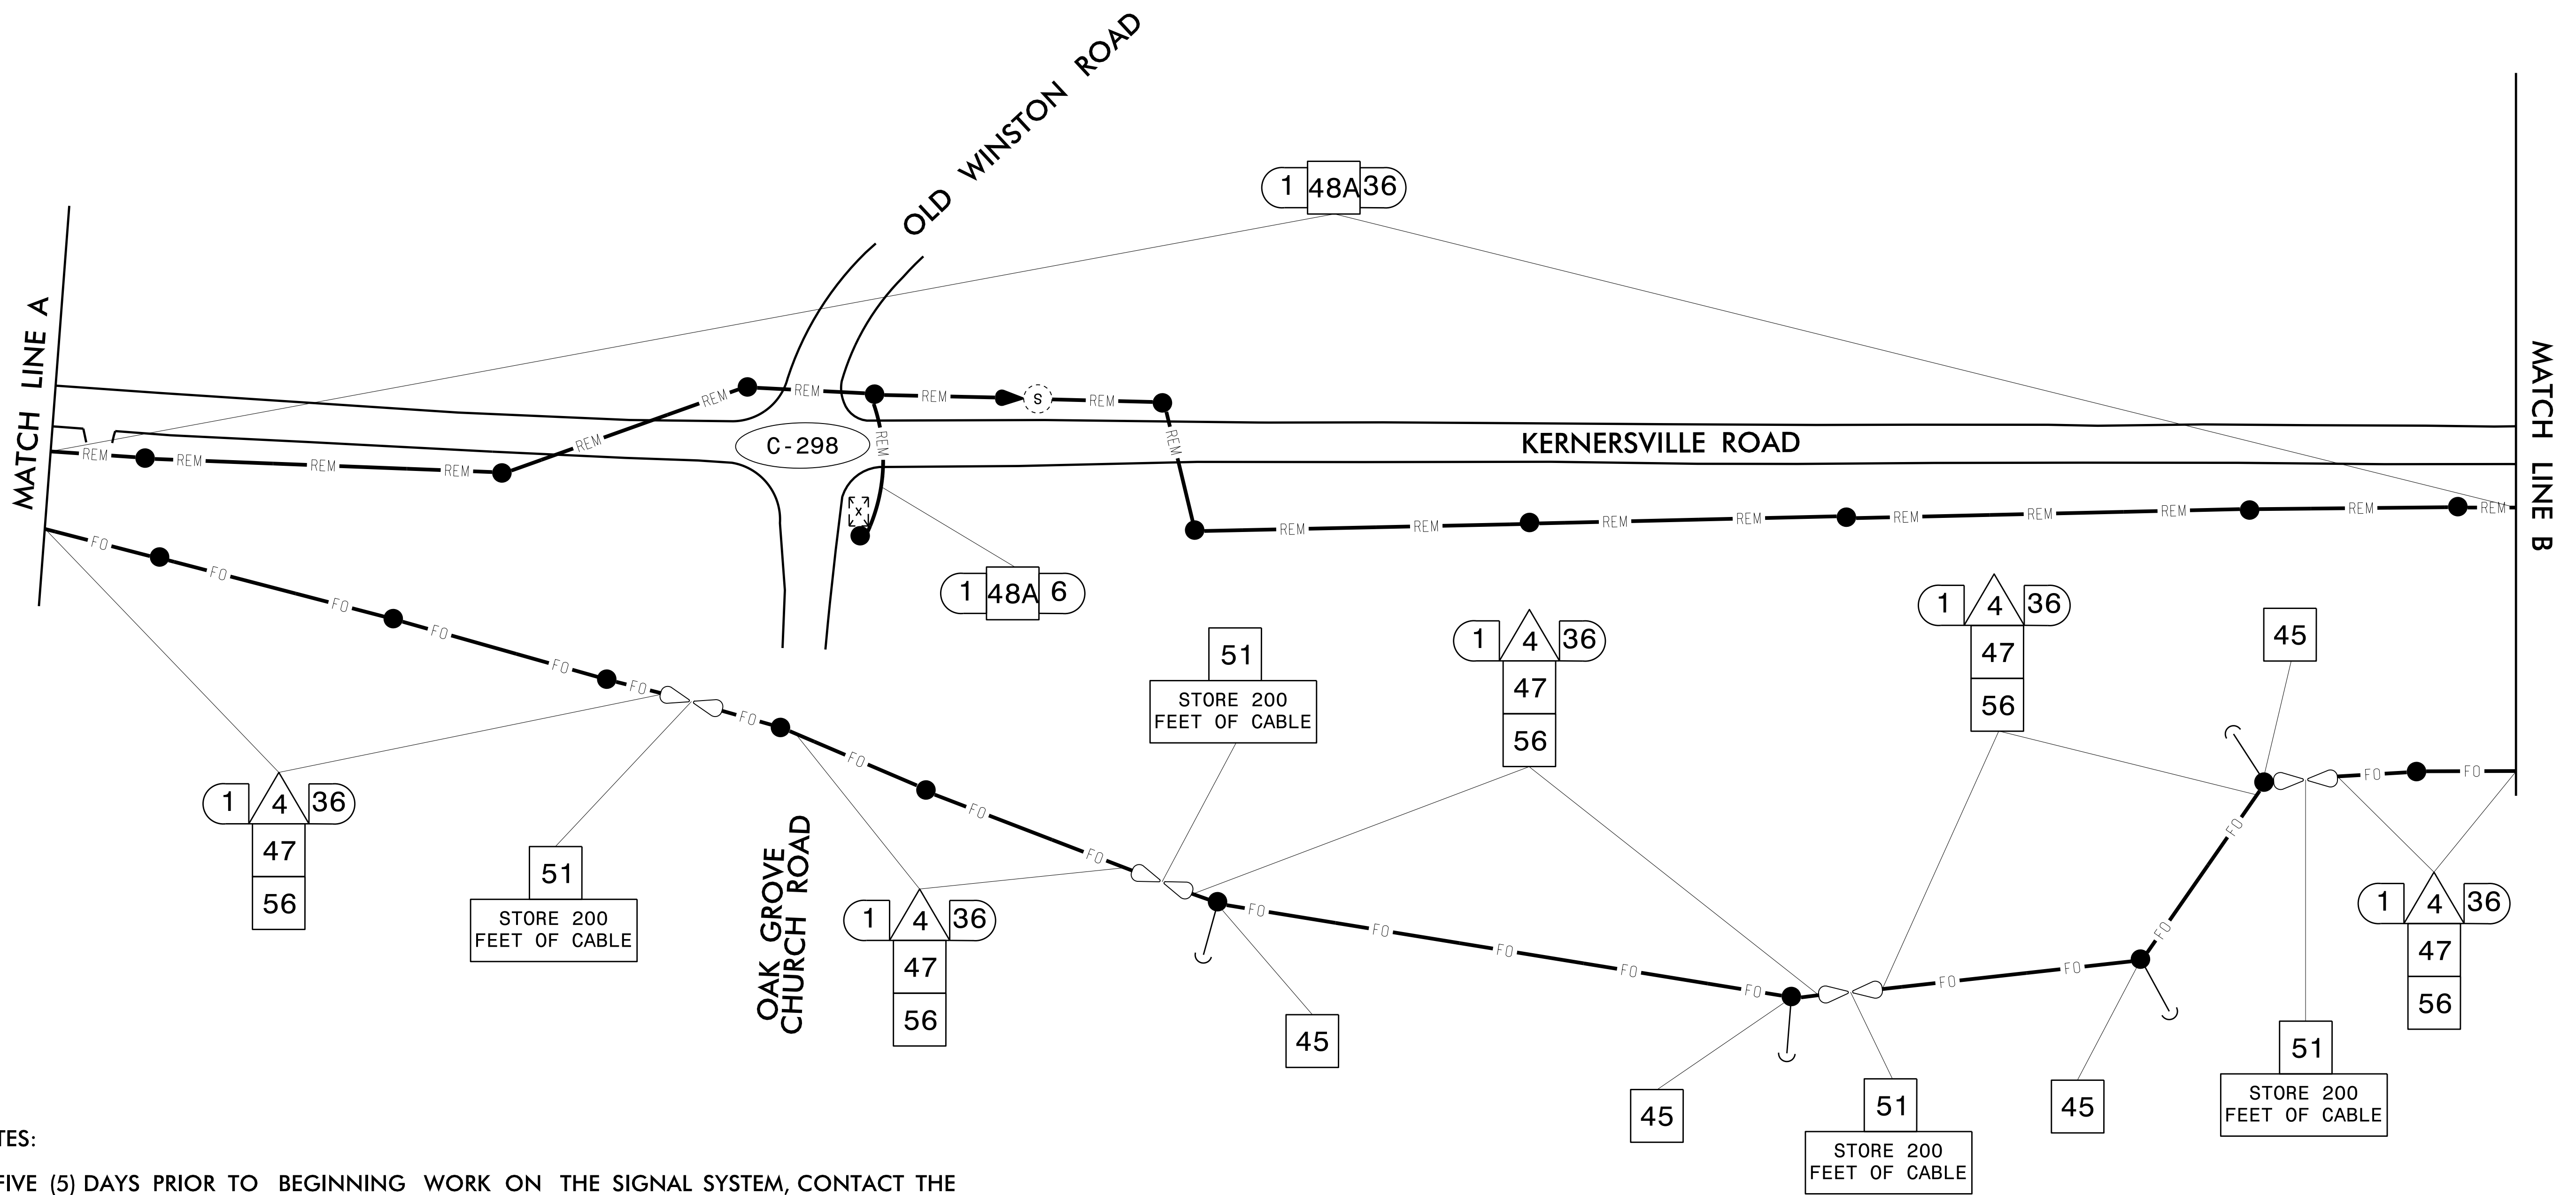 OLD WINSTON ROAD
1 48A 36
MATCH LINE A
MATCH LINE B
REM REM REM S REM
C-298
REM
REM
KERNERSVILLE ROAD
REM REM REM REM REM
X
REM REM REM REM REM REM REM REM REM
1 48A 6
FO FO FO FO FO FO FO
1 4 36
47
56
51
STORE 200
FEET OF CABLE
OAK GROVE
CHURCH ROAD
FO FO FO
1 4 36
47
56
51
STORE 200
FEET OF CABLE
1 4 36
47
56
45
FO FO FO FO FO
45
1 4 36
47
56
51
STORE 200
FEET OF CABLE
FO FO
45
FO FO
45
51
STORE 200
FEET OF CABLE
FO FO
1 4 36
47
56
TES:
FIVE (5) DAYS PRIOR TO BEGINNING WORK ON THE SIGNAL SYSTEM, CONTACT THE